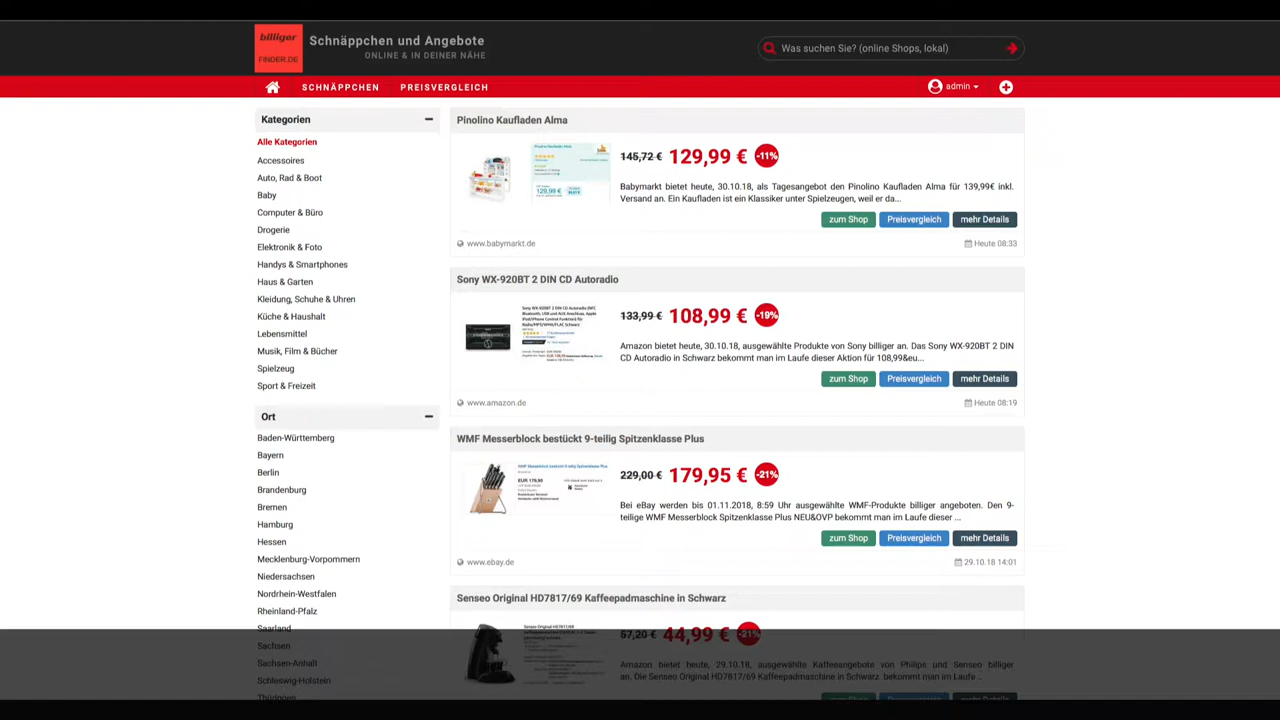 billiger
FINDER.DE
Schnäppchen und Angebote
ONLINE & IN DEINER NÄHE
Was suchen Sie? (online Shops, lokal)
SCHNÄPPCHEN
PREISVERGLEICH
admin
Kategorien
Alle Kategorien
Accessoires
Auto, Rad & Boot
Baby
Computer & Büro
Drogerie
Elektronik & Foto
Handys & Smartphones
Haus & Garten
Kleidung, Schuhe & Uhren
Küche & Haushalt
Lebensmittel
Musik, Film & Bücher
Spielzeug
Sport & Freizeit
Ort
Baden-Württemberg
Bayern
Berlin
Brandenburg
Bremen
Hamburg
Hessen
Mecklenburg-Vorpommern
Niedersachsen
Nordrhein-Westfalen
Rheinland-Pfalz
Saarland
Sachsen
Sachsen-Anhalt
Schleswig-Holstein
Thüringen
Pinolino Kaufladen Alma
145,72 € 129,99 € -11%
Babymarkt bietet heute, 30.10.18, als Tagesangebot den Pinolino Kaufladen Alma für 139,99€ inkl.
Versand an. Ein Kaufladen ist ein Klassiker unter Spielzeugen, weil er da...
zum Shop Preisvergleich mehr Details
www.babymarkt.de Heute 08:33
Sony WX-920BT 2 DIN CD Autoradio
133,99 € 108,99 € -19%
Amazon bietet heute, 30.10.18, ausgewählte Produkte von Sony billiger an. Das Sony WX-920BT 2 DIN
CD Autoradio in Schwarz bekommt man im Laufe dieser Aktion für 108,99&eu...
zum Shop Preisvergleich mehr Details
www.amazon.de Heute 08:19
WMF Messerblock bestückt 9-teilig Spitzenklasse Plus
229,00 € 179,95 € -21%
Bei eBay werden bis 01.11.2018, 8:59 Uhr ausgewählte WMF-Produkte billiger angeboten. Den 9-
teilige WMF Messerblock Spitzenklasse Plus NEU&OVP bekommt man im Laufe dieser ...
zum Shop Preisvergleich mehr Details
www.ebay.de 29.10.18 14:01
Senseo Original HD7817/69 Kaffeepadmaschine in Schwarz
57,20 € 44,99 € -21%
Amazon bietet heute, 29.10.18, ausgewählte Kaffeeangebote von Philips und Senseo billiger
an. Die Senseo Original HD7817/69 Kaffeepadmaschine in Schwarz bekommt man im Laufe ..
zum Shop Preisvergleich mehr Details